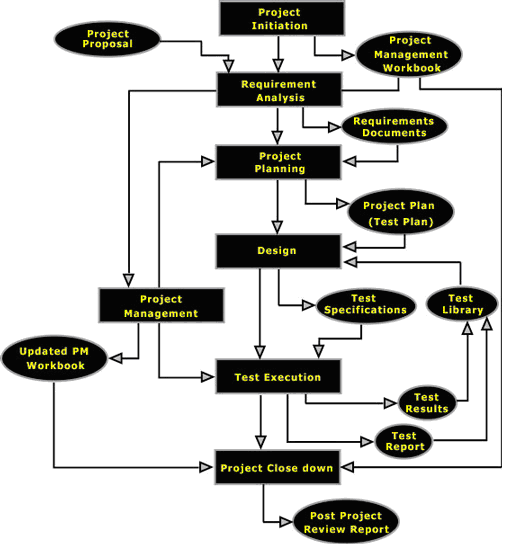 Project
Initiation
Project
Proposal
Project
Management
Workbook
Requirement
Analysis
Requirements
Documents
Project
Planning
Project Plan
(Test Plan)
Design
Project
Management
Test
Specifications
Test
Library
Updated PM
Workbook
Test Execution
Test
Results
Test
Report
Project Close down
Post Project
Review Report